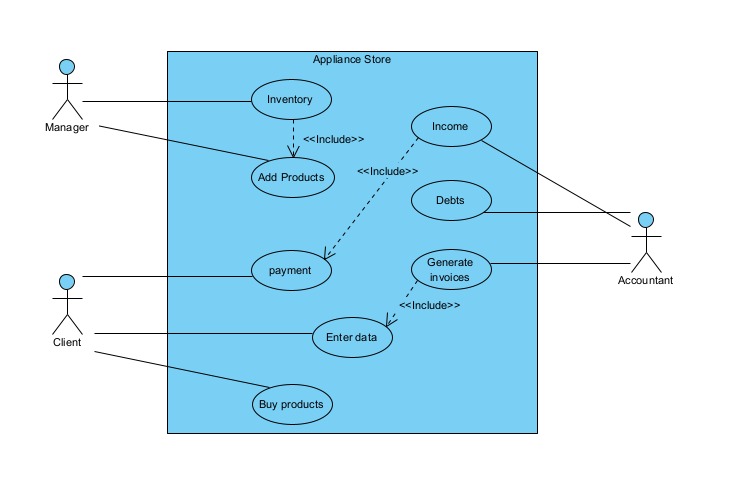 Appliance Store
Inventory
Manager
<<Include>>
Income
Add Products
<<Include>>
Debts
payment
Generate
invoices
Accountant
<<Include>>
Client
Enter data
Buy products